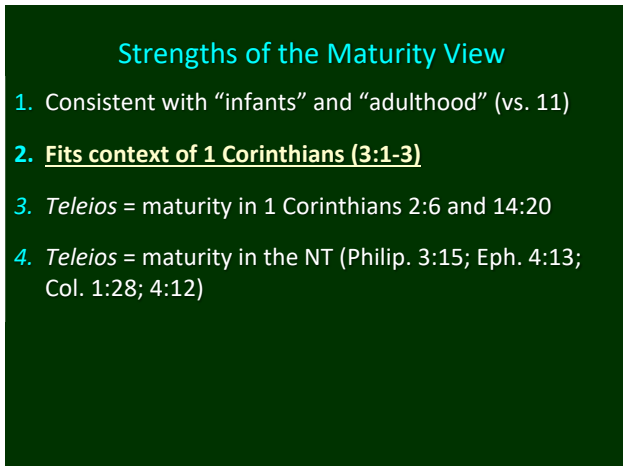 Strengths of the Maturity View
1. Consistent with “infants” and “adulthood” (vs. 11)
2. Fits context of 1 Corinthians (3:1-3)
3. Teleios = maturity in 1 Corinthians 2:6 and 14:20
4. Teleios = maturity in the NT (Philip. 3:15; Eph. 4:13;
Col. 1:28; 4:12)